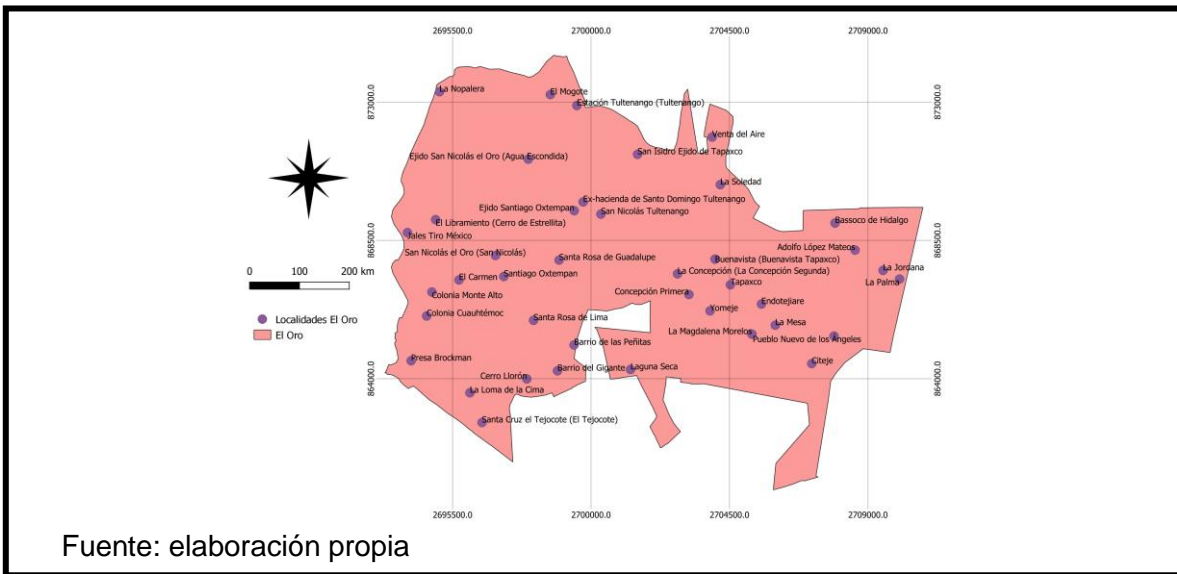 2695500.0 2700000.0 2704500.0 2709000.0
873000.0 873000.0
La Nopalera
El Mogote
Estación Tultenango (Tultenango)
Venta del Aire
San Isidro Ejido de Tapaxco
Ejido San Nicolás el Oro (Agua Escondida)
La Soledad
Ex-hacienda de Santo Domingo Tultenango
Ejido Santiago Oxtempan
San Nicolás Tultenango
El Libramiento (Cerro de Estrellita)
Bassoco de Hidalgo
Jales Tiro México
868500.0 868500.0
Adolfo López Mateos
San Nicolás el Oro (San Nicolás)
Santa Rosa de Guadalupe
Buenavista (Buenavista Tapaxco)
La Jordana
La Concepción (La Concepción Segunda)
0 100 200 km
El Carmen
Santiago Oxtempan
Tapaxco
La Palma
Colonia Monte Alto
Concepción Primera
Endotejiare
Yomeje
Localidades El Oro
Colonia Cuauhtémoc
Santa Rosa de Lima
La Mesa
El Oro
La Magdalena Morelos
Pueblo Nuevo de los Ángeles
Barrio de las Peñitas
Presa Brockman
Citeje
Barrio del Gigante
Laguna Seca
Cerro Llorón
864000.0 864000.0
La Loma de la Cima
Santa Cruz el Tejocote (El Tejocote)
2695500.0 2700000.0 2704500.0 2709000.0
Fuente: elaboración propia